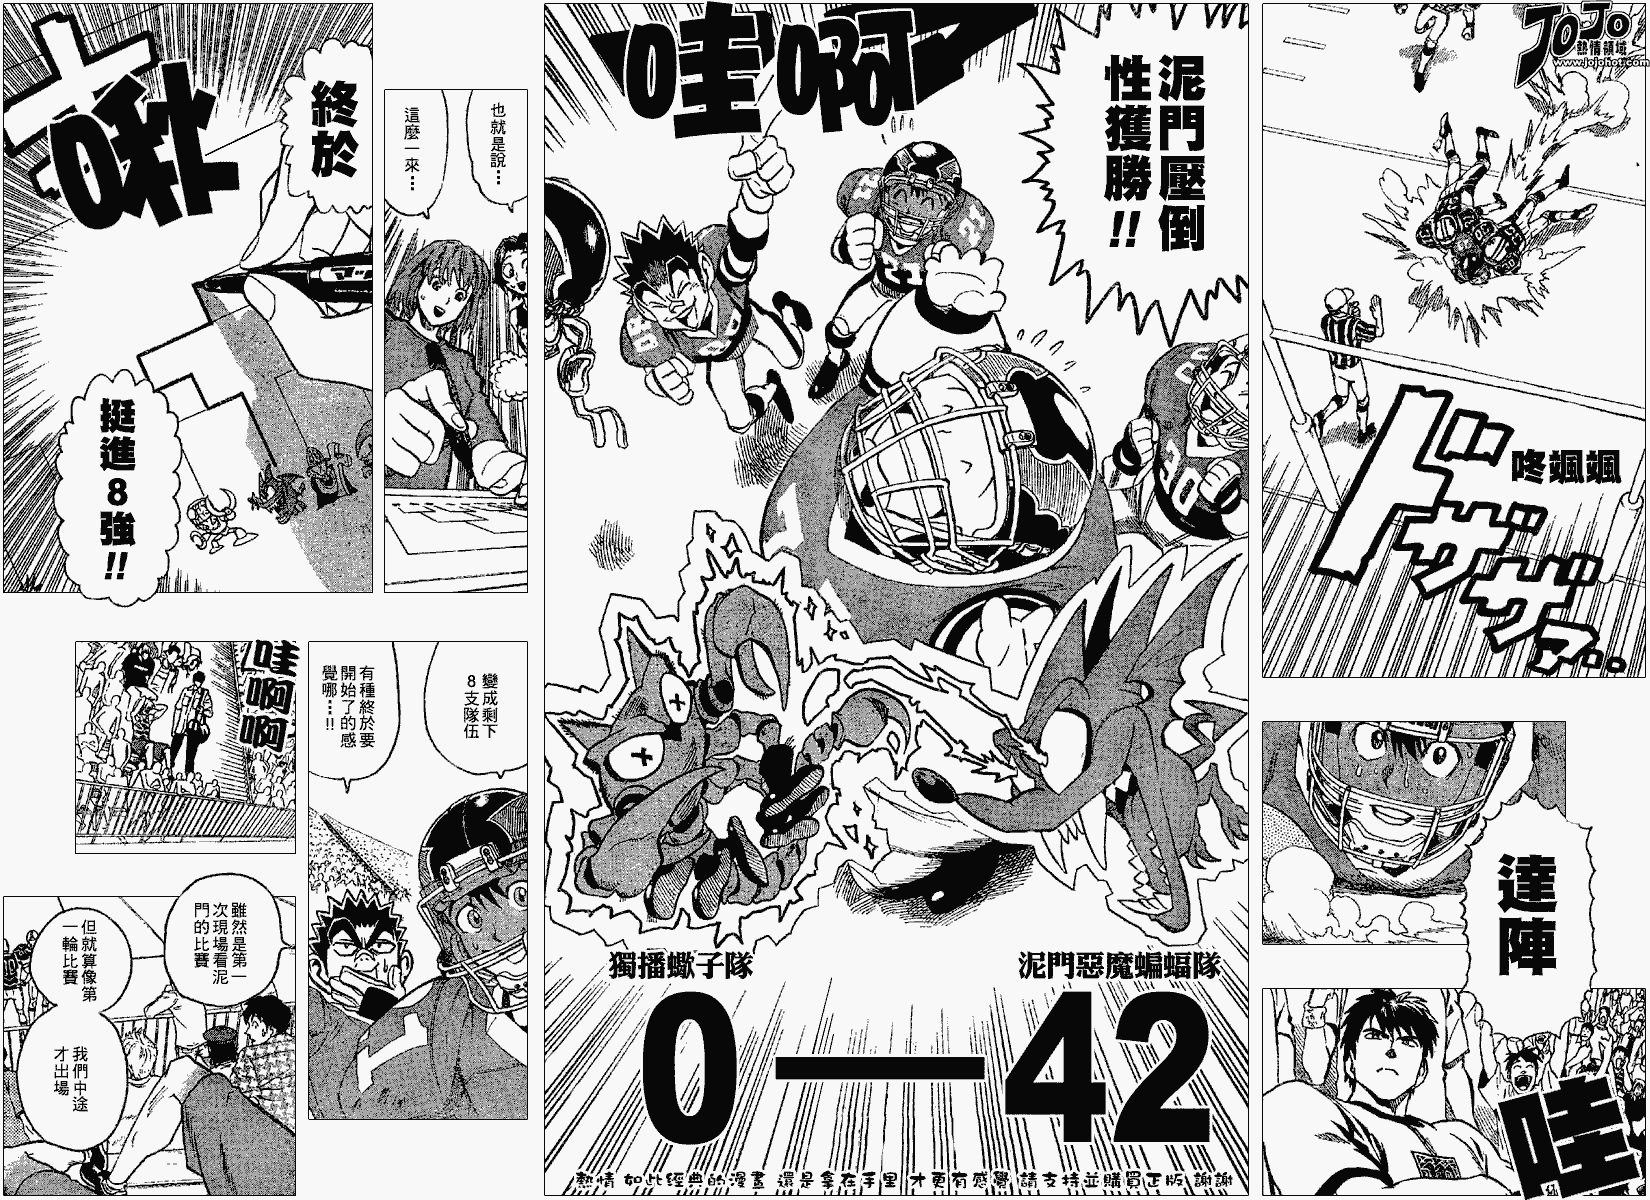 JOJO
熱情領域
www.jojohot.com
咚颯颯
ドザザザァ‥
達陣
哇
泥門壓倒
性獲勝!!
哇啊
獨播蠍子隊
泥門惡魔蝙蝠隊
0—42
也就是說…
這麼一來…
終於
啾
挺進8強!!
變成剩下
8支隊伍
有種終於要
開始了的感
覺哪…!!
哇啊啊
雖然是第一
次現場看泥
門的比賽
但就算像第
一輪比賽
我們中途
才出場
熱情 如此經典的漫畫 還是拿在手里 才更有感覺 請支持並購買正版 謝謝